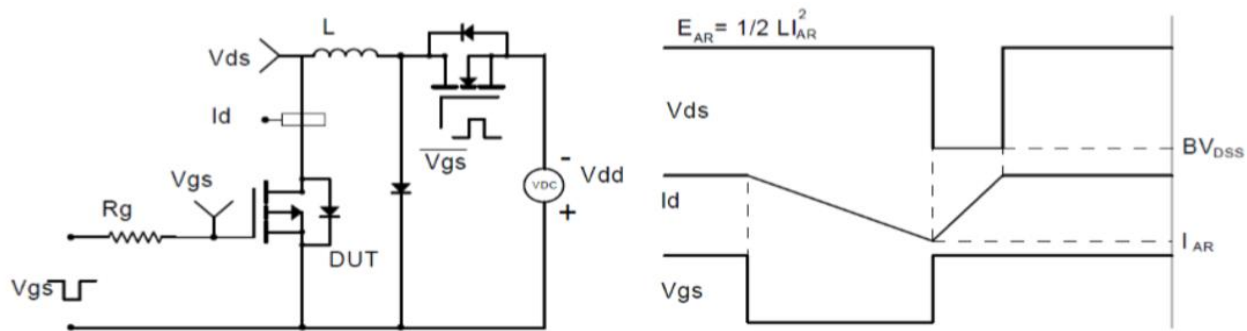 L
Vds
Id
Vgs
Vgs
Rg
DUT
Vgs
-
VDC
Vdd
+
E_AR = 1/2 LI_AR^2
Vds
BV_DSS
Id
I_AR
Vgs